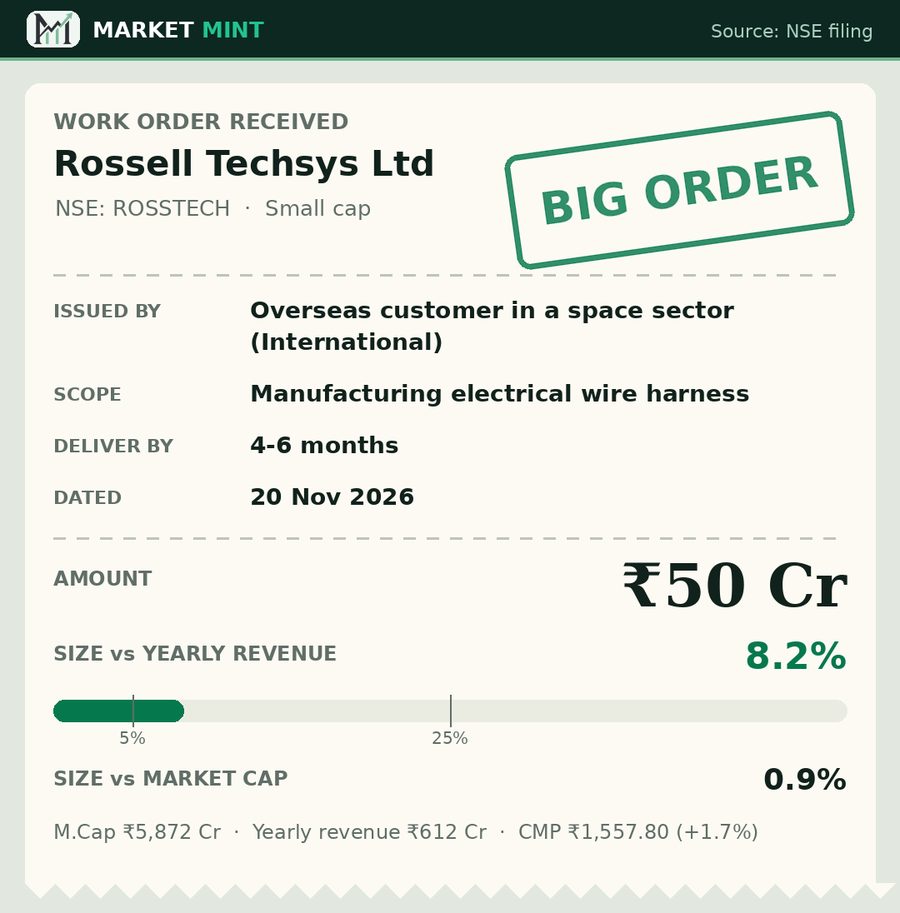 MARKET MINT
Source: NSE filing
WORK ORDER RECEIVED
Rossell Techsys Ltd
NSE: ROSSTECH · Small cap
BIG ORDER
ISSUED BY
Overseas customer in a space sector
(International)
SCOPE
Manufacturing electrical wire harness
DELIVER BY
4-6 months
DATED
20 Nov 2026
AMOUNT
₹50 Cr
SIZE vs YEARLY REVENUE
8.2%
5%
25%
SIZE vs MARKET CAP
0.9%
M.Cap ₹5,872 Cr · Yearly revenue ₹612 Cr · CMP ₹1,557.80 (+1.7%)